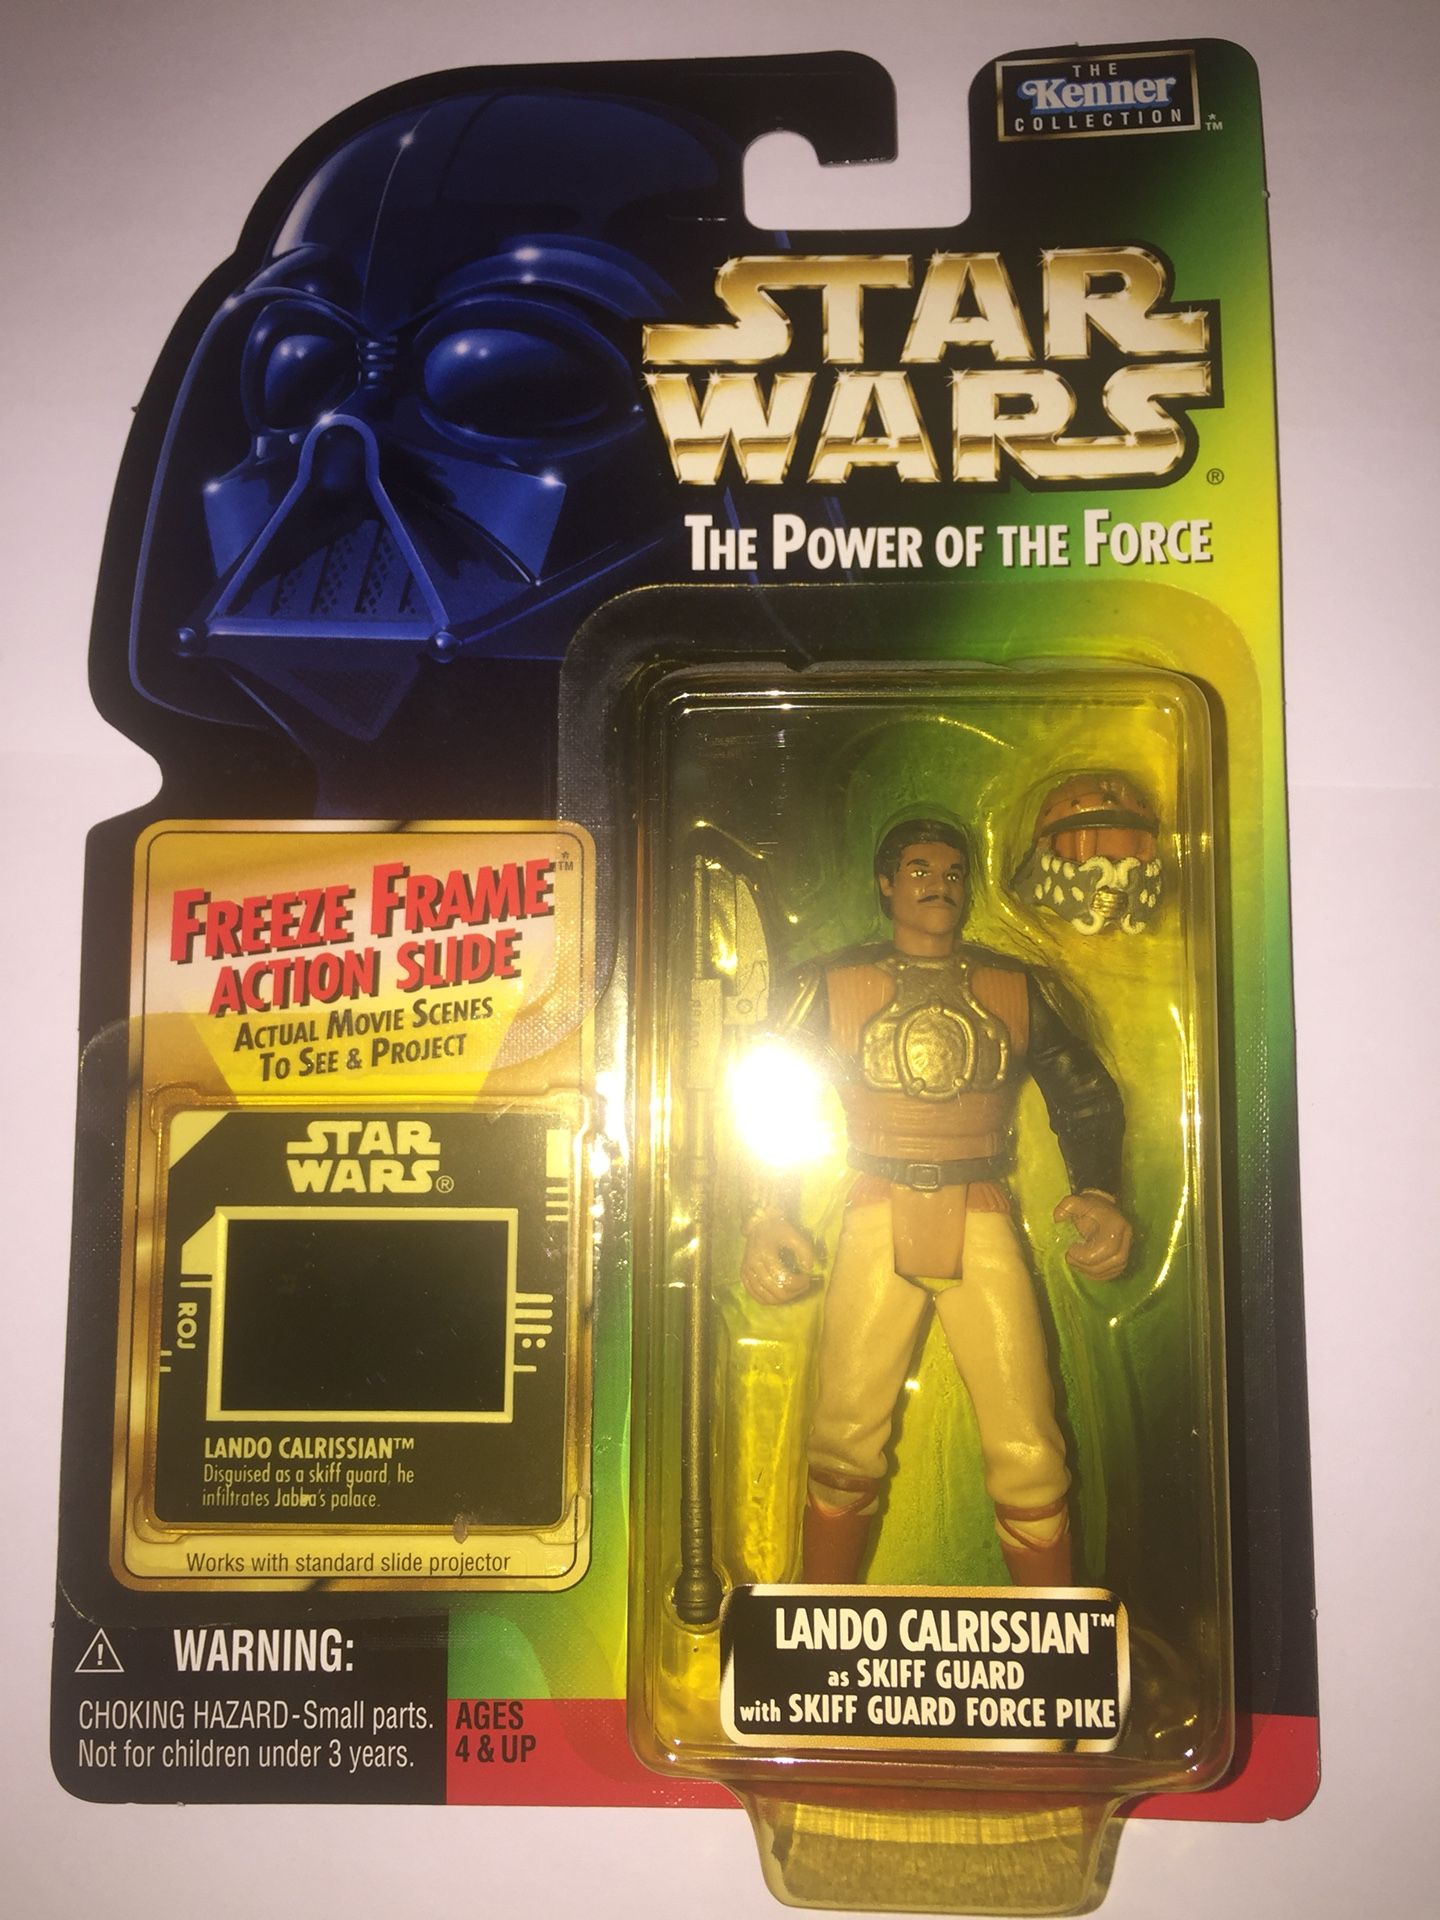 THE
Kenner
COLLECTION ™
STAR
WARS ®
THE POWER OF THE FORCE
FREEZE FRAME™
ACTION SLIDE
ACTUAL MOVIE SCENES
TO SEE & PROJECT
STAR
WARS®
ROJ
LANDO CALRISSIAN™
Disguised as a skiff guard, he
infiltrates Jabba's palace.
Works with standard slide projector
LANDO CALRISSIAN™
as SKIFF GUARD
with SKIFF GUARD FORCE PIKE
WARNING:
CHOKING HAZARD-Small parts.
Not for children under 3 years.
AGES
4 & UP